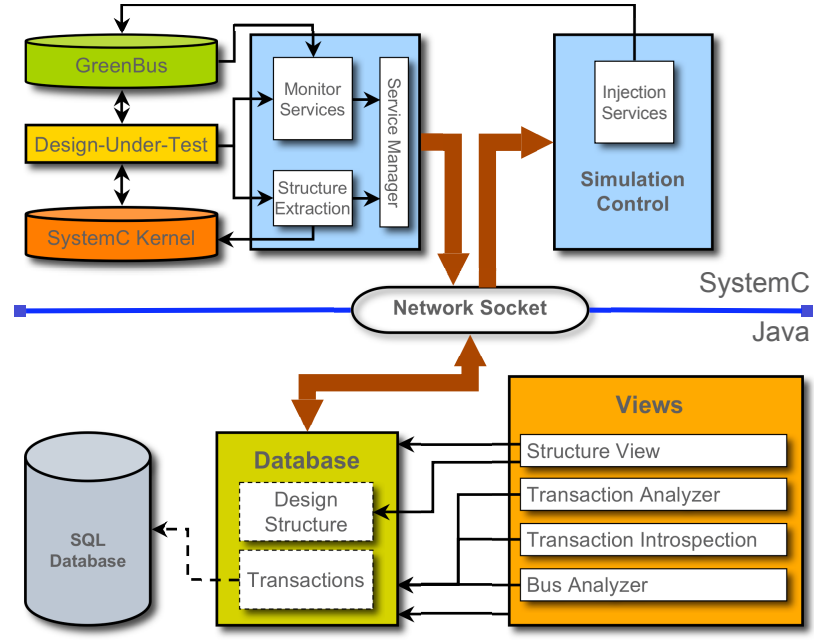 GreenBus
Design-Under-Test
SystemC Kernel
Monitor
Services
Structure
Extraction
Service Manager
Injection
Services
Simulation
Control
SystemC
Network Socket
Java
Views
Structure View
Transaction Analyzer
Transaction Introspection
Bus Analyzer
Database
Design
Structure
Transactions
SQL
Database